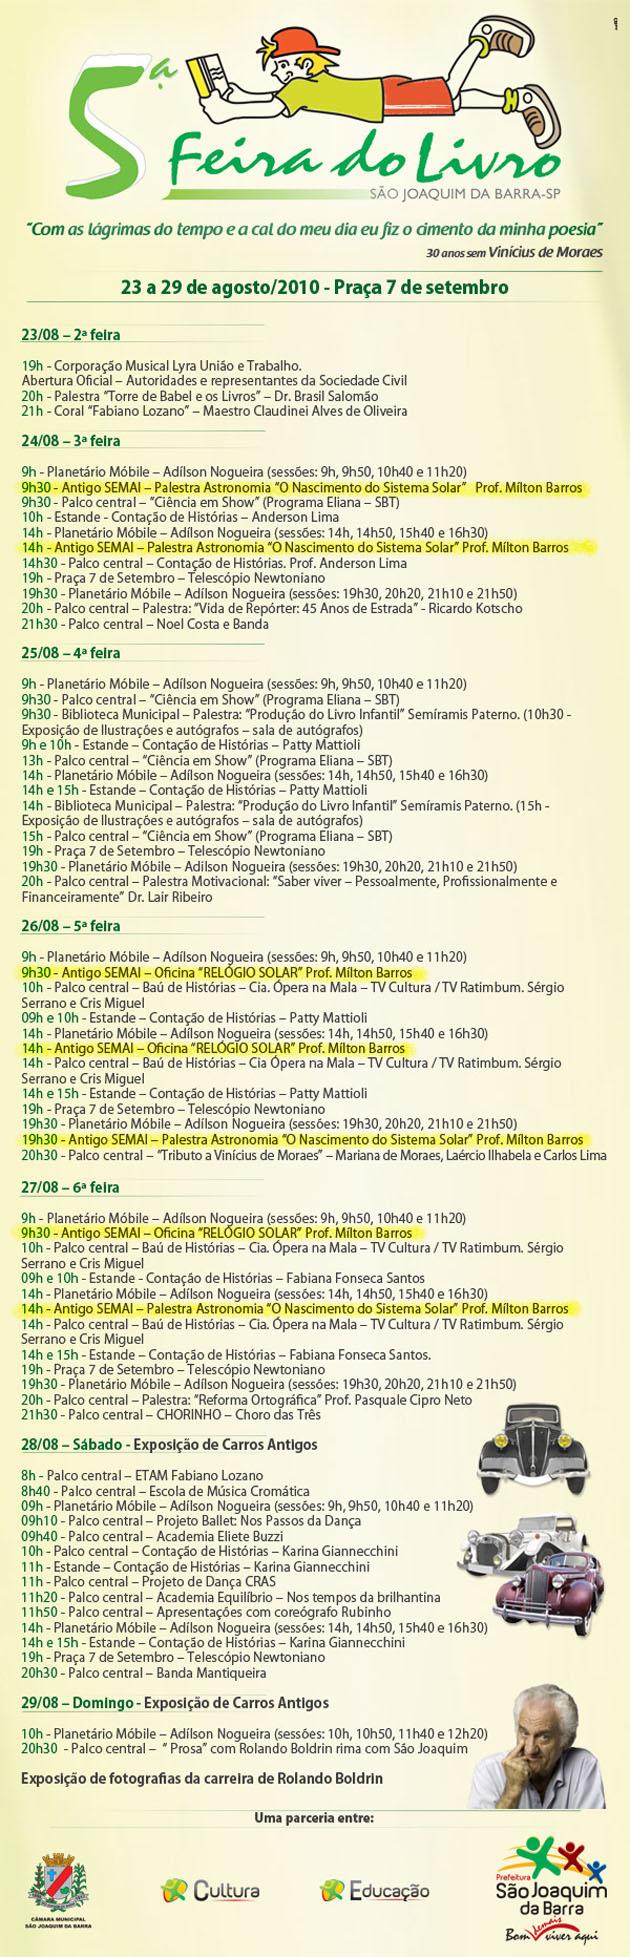 5ª Feira do Livro
SÃO JOAQUIM DA BARRA-SP
“Com as lágrimas do tempo e a cal do meu dia eu fiz o cimento da minha poesia”
30 anos sem Vinícius de Moraes
23 a 29 de agosto/2010 - Praça 7 de setembro
23/08 – 2ª feira
19h - Corporação Musical Lyra União e Trabalho.
Abertura Oficial – Autoridades e representantes da Sociedade Civil
20h - Palestra “Torre de Babel e os Livros” – Dr. Brasil Salomão
21h - Coral “Fabiano Lozano” – Maestro Claudinei Alves de Oliveira
24/08 – 3ª feira
9h - Planetário Móbile – Adílson Nogueira (sessões: 9h, 9h50, 10h40 e 11h20)
9h30 - Antigo SEMAI – Palestra Astronomia “O Nascimento do Sistema Solar” Prof. Mílton Barros
9h30 - Palco central – “Ciência em Show” (Programa Eliana – SBT)
10h - Estande - Contação de Histórias – Anderson Lima
14h - Planetário Móbile – Adílson Nogueira (sessões: 14h, 14h50, 15h40 e 16h30)
14h - Antigo SEMAI – Palestra Astronomia “O Nascimento do Sistema Solar” Prof. Mílton Barros
14h30 - Palco central – Contação de Histórias. Prof. Anderson Lima
19h - Praça 7 de Setembro – Telescópio Newtoniano
19h30 - Planetário Móbile – Adílson Nogueira (sessões: 19h30, 20h20, 21h10 e 21h50)
20h - Palco central – Palestra: “Vida de Repórter: 45 Anos de Estrada” - Ricardo Kotscho
21h30 - Palco central – Noel Costa e Banda
25/08 – 4ª feira
9h - Planetário Móbile – Adílson Nogueira (sessões: 9h, 9h50, 10h40 e 11h20)
9h30 - Palco central – “Ciência em Show” (Programa Eliana – SBT)
9h30 - Biblioteca Municipal – Palestra: “Produção do Livro Infantil” Semíramis Paterno. (10h30 -
Exposição de Ilustrações e autógrafos – sala de autógrafos)
9h e 10h - Estande – Contação de Histórias – Patty Mattioli
13h - Palco central – “Ciência em Show” (Programa Eliana – SBT)
14h - Planetário Móbile – Adílson Nogueira (sessões: 14h, 14h50, 15h40 e 16h30)
14h e 15h - Estande – Contação de Histórias – Patty Mattioli
14h - Biblioteca Municipal – Palestra: “Produção do Livro Infantil” Semíramis Paterno. (15h -
Exposição de Ilustrações e autógrafos – sala de autógrafos)
15h - Palco central – “Ciência em Show” (Programa Eliana – SBT)
19h - Praça 7 de Setembro – Telescópio Newtoniano
19h30 - Planetário Móbile – Adilson Nogueira (sessões: 19h30, 20h20, 21h10 e 21h50)
20h - Palco central – Palestra Motivacional: “Saber viver – Pessoalmente, Profissionalmente e
Financeiramente” Dr. Lair Ribeiro
26/08 – 5ª feira
9h - Planetário Móbile – Adílson Nogueira (sessões: 9h, 9h50, 10h40 e 11h20)
9h30 - Antigo SEMAI – Oficina “RELÓGIO SOLAR” Prof. Mílton Barros
10h - Palco central – Baú de Histórias – Cia. Ópera na Mala – TV Cultura / TV Ratimbum. Sérgio
Serrano e Cris Miguel
09h e 10h - Estande – Contação de Histórias – Patty Mattioli
14h - Planetário Móbile – Adílson Nogueira (sessões: 14h, 14h50, 15h40 e 16h30)
14h - Antigo SEMAI – Oficina “RELÓGIO SOLAR” Prof. Mílton Barros
14h - Palco central – Baú de Histórias – Cia Ópera na Mala – TV Cultura / TV Ratimbum. Sérgio
Serrano e Cris Miguel
14h e 15h - Estande – Contação de Histórias – Patty Mattioli
19h - Praça 7 de Setembro – Telescópio Newtoniano
19h30 - Planetário Móbile – Adílson Nogueira (sessões: 19h30, 20h20, 21h10 e 21h50)
19h30 - Antigo SEMAI – Palestra Astronomia “O Nascimento do Sistema Solar” Prof. Mílton Barros
20h30 - Palco central – “Tributo a Vinícius de Moraes” – Mariana de Moraes, Laércio Ilhabela e Carlos Lima
27/08 – 6ª feira
9h - Planetário Móbile – Adílson Nogueira (sessões: 9h, 9h50, 10h40 e 11h20)
9h30 - Antigo SEMAI – Oficina “RELÓGIO SOLAR” Prof. Mílton Barros
10h - Palco central – Baú de Histórias – Cia. Ópera na Mala – TV Cultura / TV Ratimbum. Sérgio
Serrano e Cris Miguel
09h e 10h - Estande – Contação de Histórias – Fabiana Fonseca Santos
14h - Planetário Móbile – Adílson Nogueira (sessões: 14h, 14h50, 15h40 e 16h30)
14h - Antigo SEMAI – Palestra Astronomia “O Nascimento do Sistema Solar” Prof. Mílton Barros
14h - Palco central – Baú de Histórias – Cia. Ópera na Mala – TV Cultura / TV Ratimbum. Sérgio
Serrano e Cris Miguel
14h e 15h - Estande – Contação de Histórias – Fabiana Fonseca Santos.
19h - Praça 7 de Setembro – Telescópio Newtoniano
19h30 - Planetário Móbile – Adílson Nogueira (sessões: 19h30, 20h20, 21h10 e 21h50)
20h - Palco central – Palestra: “Reforma Ortográfica” Prof. Pasquale Cipro Neto
21h30 - Palco central – CHORINHO – Choro das Três
28/08 – Sábado - Exposição de Carros Antigos
8h - Palco central – ETAM Fabiano Lozano
8h40 - Palco central – Escola de Música Cromática
09h - Planetário Móbile – Adílson Nogueira (sessões: 9h, 9h50, 10h40 e 11h20)
09h10 - Palco central – Projeto Ballet: Nos Passos da Dança
09h40 - Palco central – Academia Eliete Buzzi
10h - Palco central – Contação de Histórias – Karina Giannecchini
11h - Estande – Contação de Histórias – Karina Giannecchini
11h - Palco central – Projeto de Dança CRAS
11h20 - Palco central – Academia Equilíbrio – Nos tempos da brilhantina
11h50 - Palco central – Apresentações com coreógrafo Rubinho
14h - Planetário Móbile – Adílson Nogueira (sessões: 14h, 14h50, 15h40 e 16h30)
14h e 15h - Estande – Contação de Histórias – Karina Giannecchini
19h - Praça 7 de Setembro – Telescópio Newtoniano
20h30 - Palco central – Banda Mantiqueira
29/08 – Domingo - Exposição de Carros Antigos
10h - Planetário Móbile – Adílson Nogueira (sessões: 10h, 10h50, 11h40 e 12h20)
20h30 - Palco central – “ Prosa” com Rolando Boldrin rima com São Joaquim
Exposição de fotografias da carreira de Rolando Boldrin
Uma parceria entre:
CÂMARA MUNICIPAL
SÃO JOAQUIM DA BARRA
Cultura
Educação
Prefeitura
São Joaquim
da Barra
Bom demais viver aqui